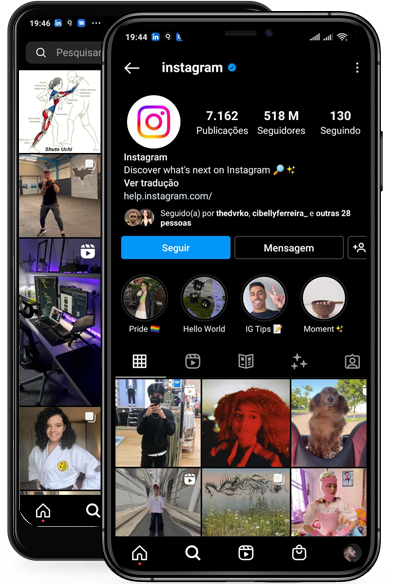 19:46
Pesquisar
Shuto Uchi
19:44
instagram
7.162 518 M 130
Publicações Seguidores Seguindo
Instagram
Discover what's next on Instagram 🔎✨
Ver tradução
help.instagram.com/
Seguido(a) por thedvrko, cibellyferreira_ e outras 28
pessoas
Seguir Mensagem
Pride 🏳️‍🌈 Hello World IG Tips 📝 Moment✨